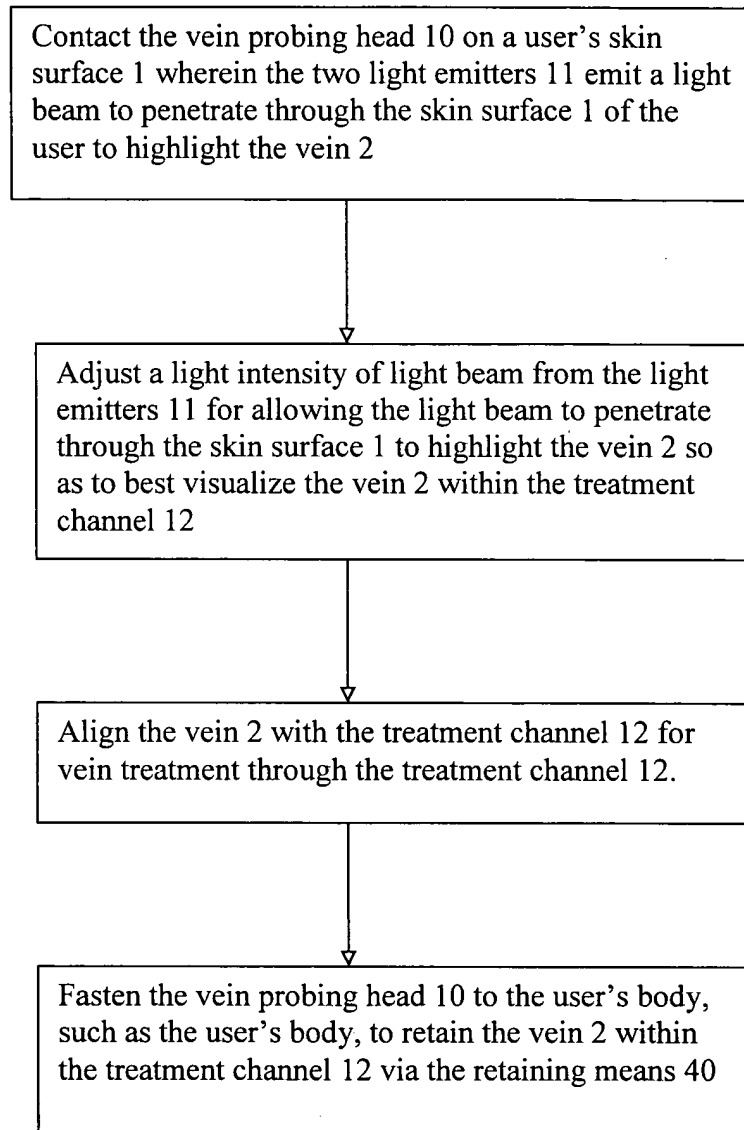 Contact the vein probing head 10 on a user's skin
surface 1 wherein the two light emitters 11 emit a light
beam to penetrate through the skin surface 1 of the
user to highlight the vein 2
Adjust a light intensity of light beam from the light
emitters 11 for allowing the light beam to penetrate
through the skin surface 1 to highlight the vein 2 so
as to best visualize the vein 2 within the treatment
channel 12
Align the vein 2 with the treatment channel 12 for
vein treatment through the treatment channel 12.
Fasten the vein probing head 10 to the user's body,
such as the user's body, to retain the vein 2 within
the treatment channel 12 via the retaining means 40